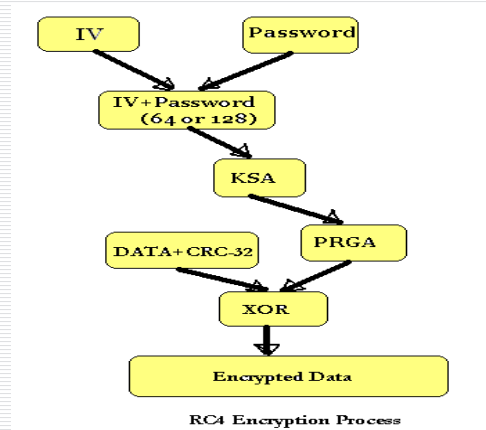 IV
Password
IV+Password
(64 or 128)
KSA
PRGA
DATA+CRC-32
XOR
Encrypted Data
RC4 Encryption Process